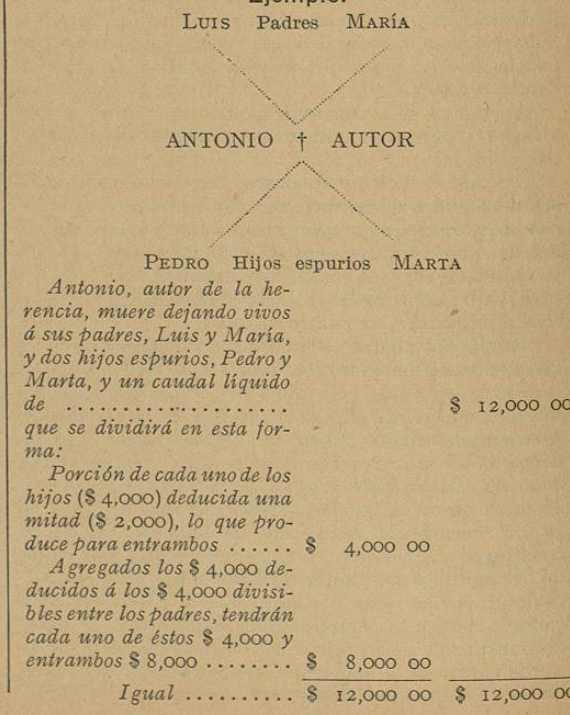 Ejemplo.
LUIS Padres MARÍA
ANTONIO † AUTOR
PEDRO Hijos espurios MARTA
Antonio, autor de la he-
rencia, muere dejando vivos
á sus padres, Luis y María,
y dos hijos espurios, Pedro y
Marta, y un caudal líquido
de .................... $ 12,000 00
que se dividirá en esta for-
ma:
Porción de cada uno de los
hijos ($ 4,000) deducida una
mitad ($ 2,000), lo que pro-
duce para entrambos ...... $ 4,000 00
Agregados los $ 4,000 de-
ducidos á los $ 4,000 divisi-
bles entre los padres, tendrán
cada uno de éstos $ 4,000 y
entrambos $ 8,000 ........ $ 8,000 00
Igual .......... $ 12,000 00 $ 12,000 00